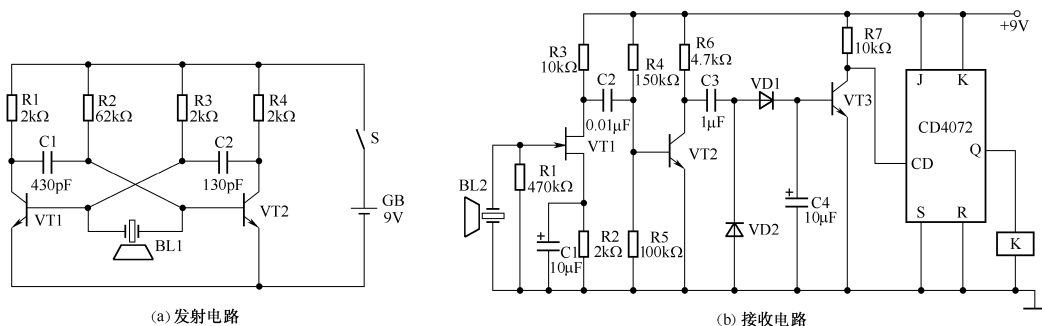 R1
2kΩ
R2
62kΩ
R3
2kΩ
R4
2kΩ
C1
430pF
C2
130pF
S
GB
9V
VT1
VT2
BL1
(a) 发射电路
+9V
R3
10kΩ
R4
150kΩ
R6
4.7kΩ
R7
10kΩ
C2
0.01μF
C3
1μF
VD1
VT3
J
K
CD4072
Q
CD
VT1
VT2
BL2
R1
470kΩ
C4
10μF
VD2
S
R
K
C1
10μF
R2
2kΩ
R5
100kΩ
(b) 接收电路